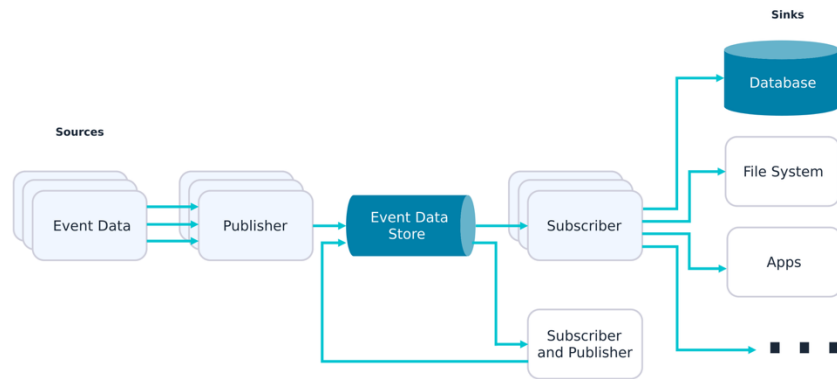 Sinks
Database
Sources
File System
Event Data
Publisher
Event Data
Store
Subscriber
Apps
Subscriber
and Publisher